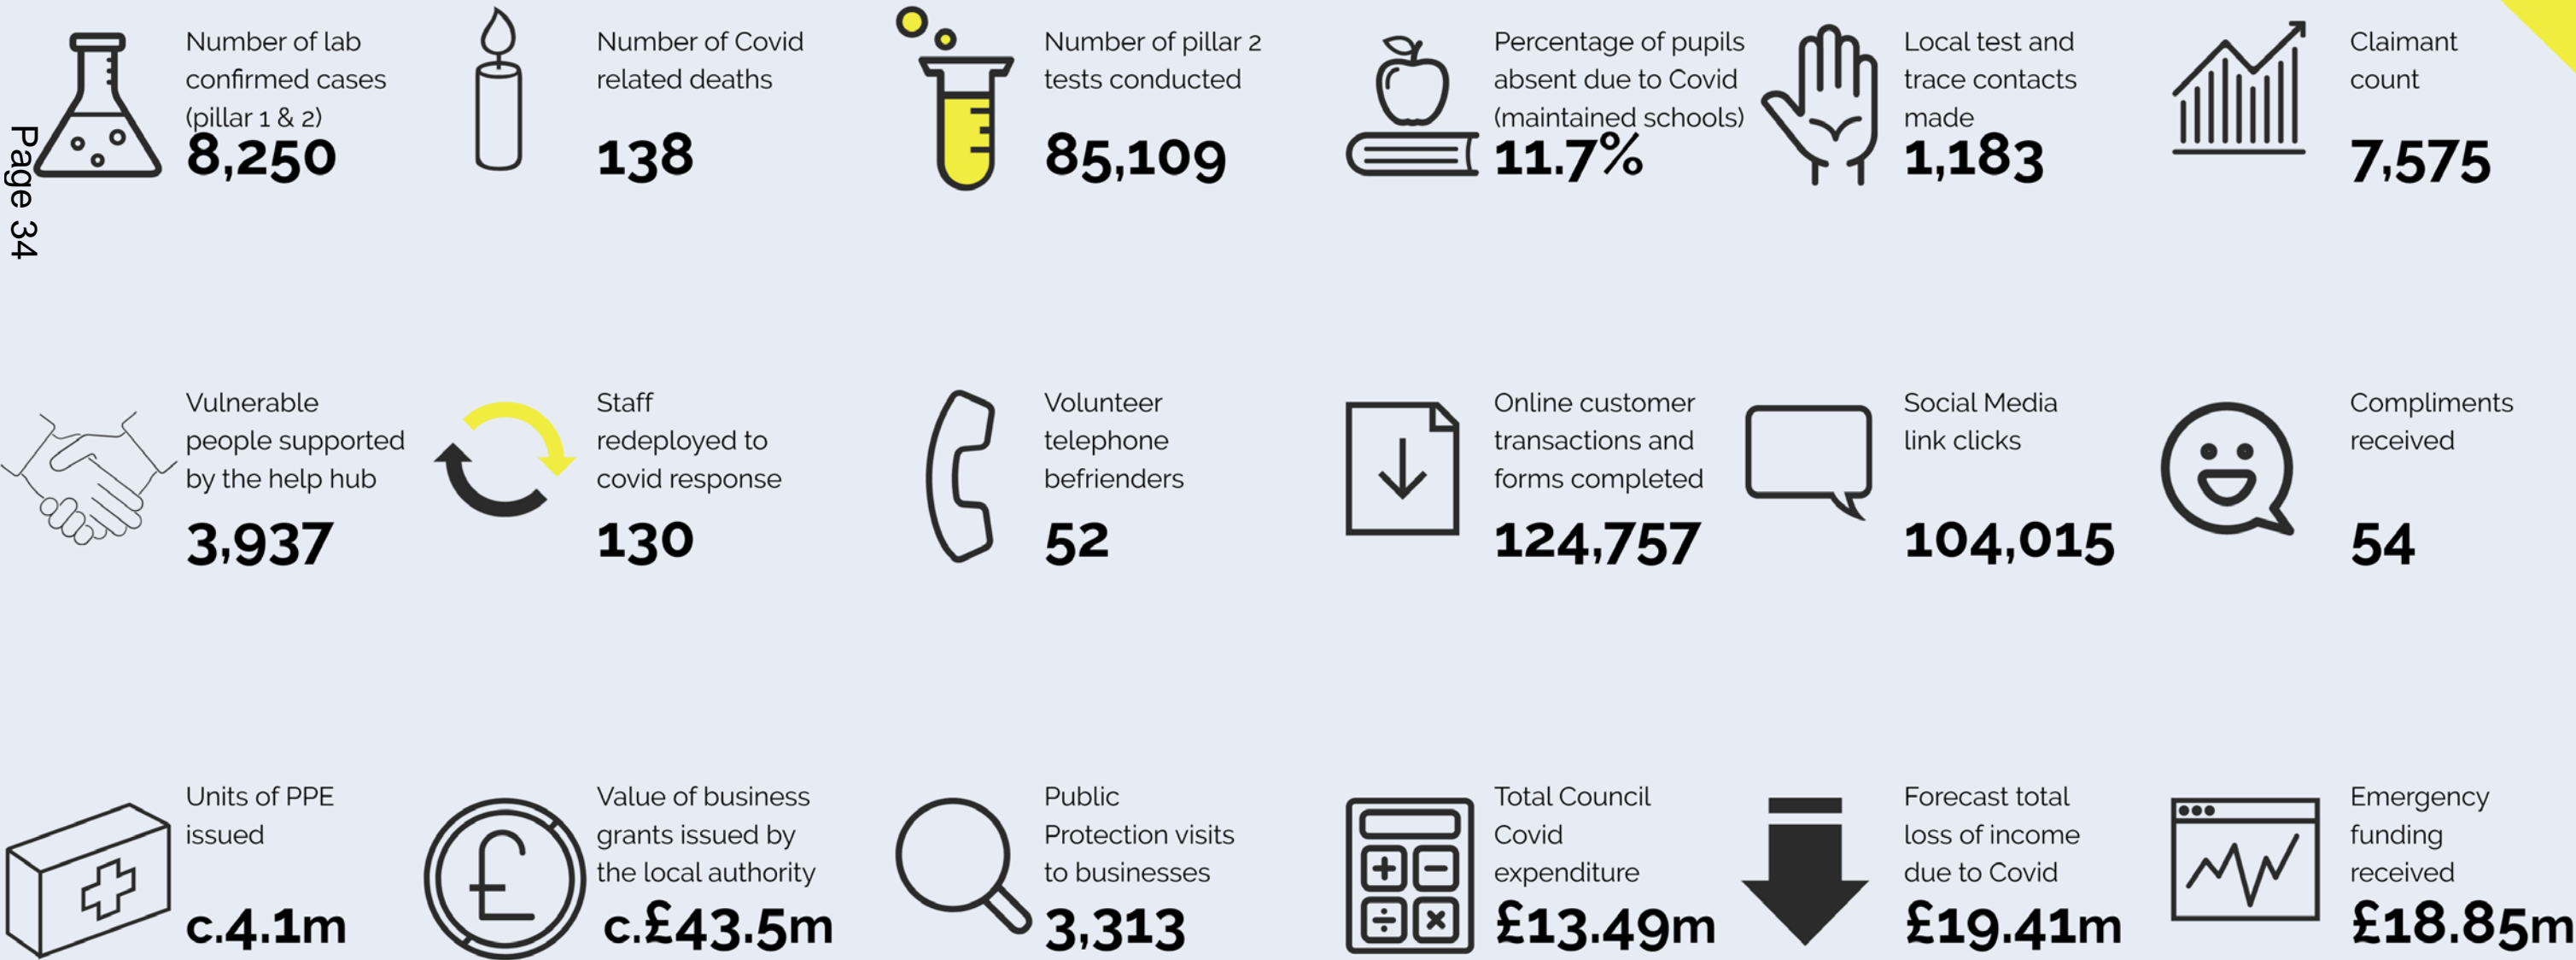 Number of lab
confirmed cases
(pillar 1 & 2)
8,250
Number of Covid
related deaths
138
Number of pillar 2
tests conducted
85,109
Percentage of pupils
absent due to Covid
(maintained schools)
11.7%
Local test and
trace contacts
made
1,183
Claimant
count
7,575
Page 34
Vulnerable
people supported
by the help hub
3,937
Staff
redeployed to
covid response
130
Volunteer
telephone
befrienders
52
Online customer
transactions and
forms completed
124,757
Social Media
link clicks
104,015
Compliments
received
54
Units of PPE
issued
c.4.1m
Value of business
grants issued by
the local authority
c.£43.5m
Public
Protection visits
to businesses
3,313
Total Council
Covid
expenditure
£13.49m
Forecast total
loss of income
due to Covid
£19.41m
Emergency
funding
received
£18.85m